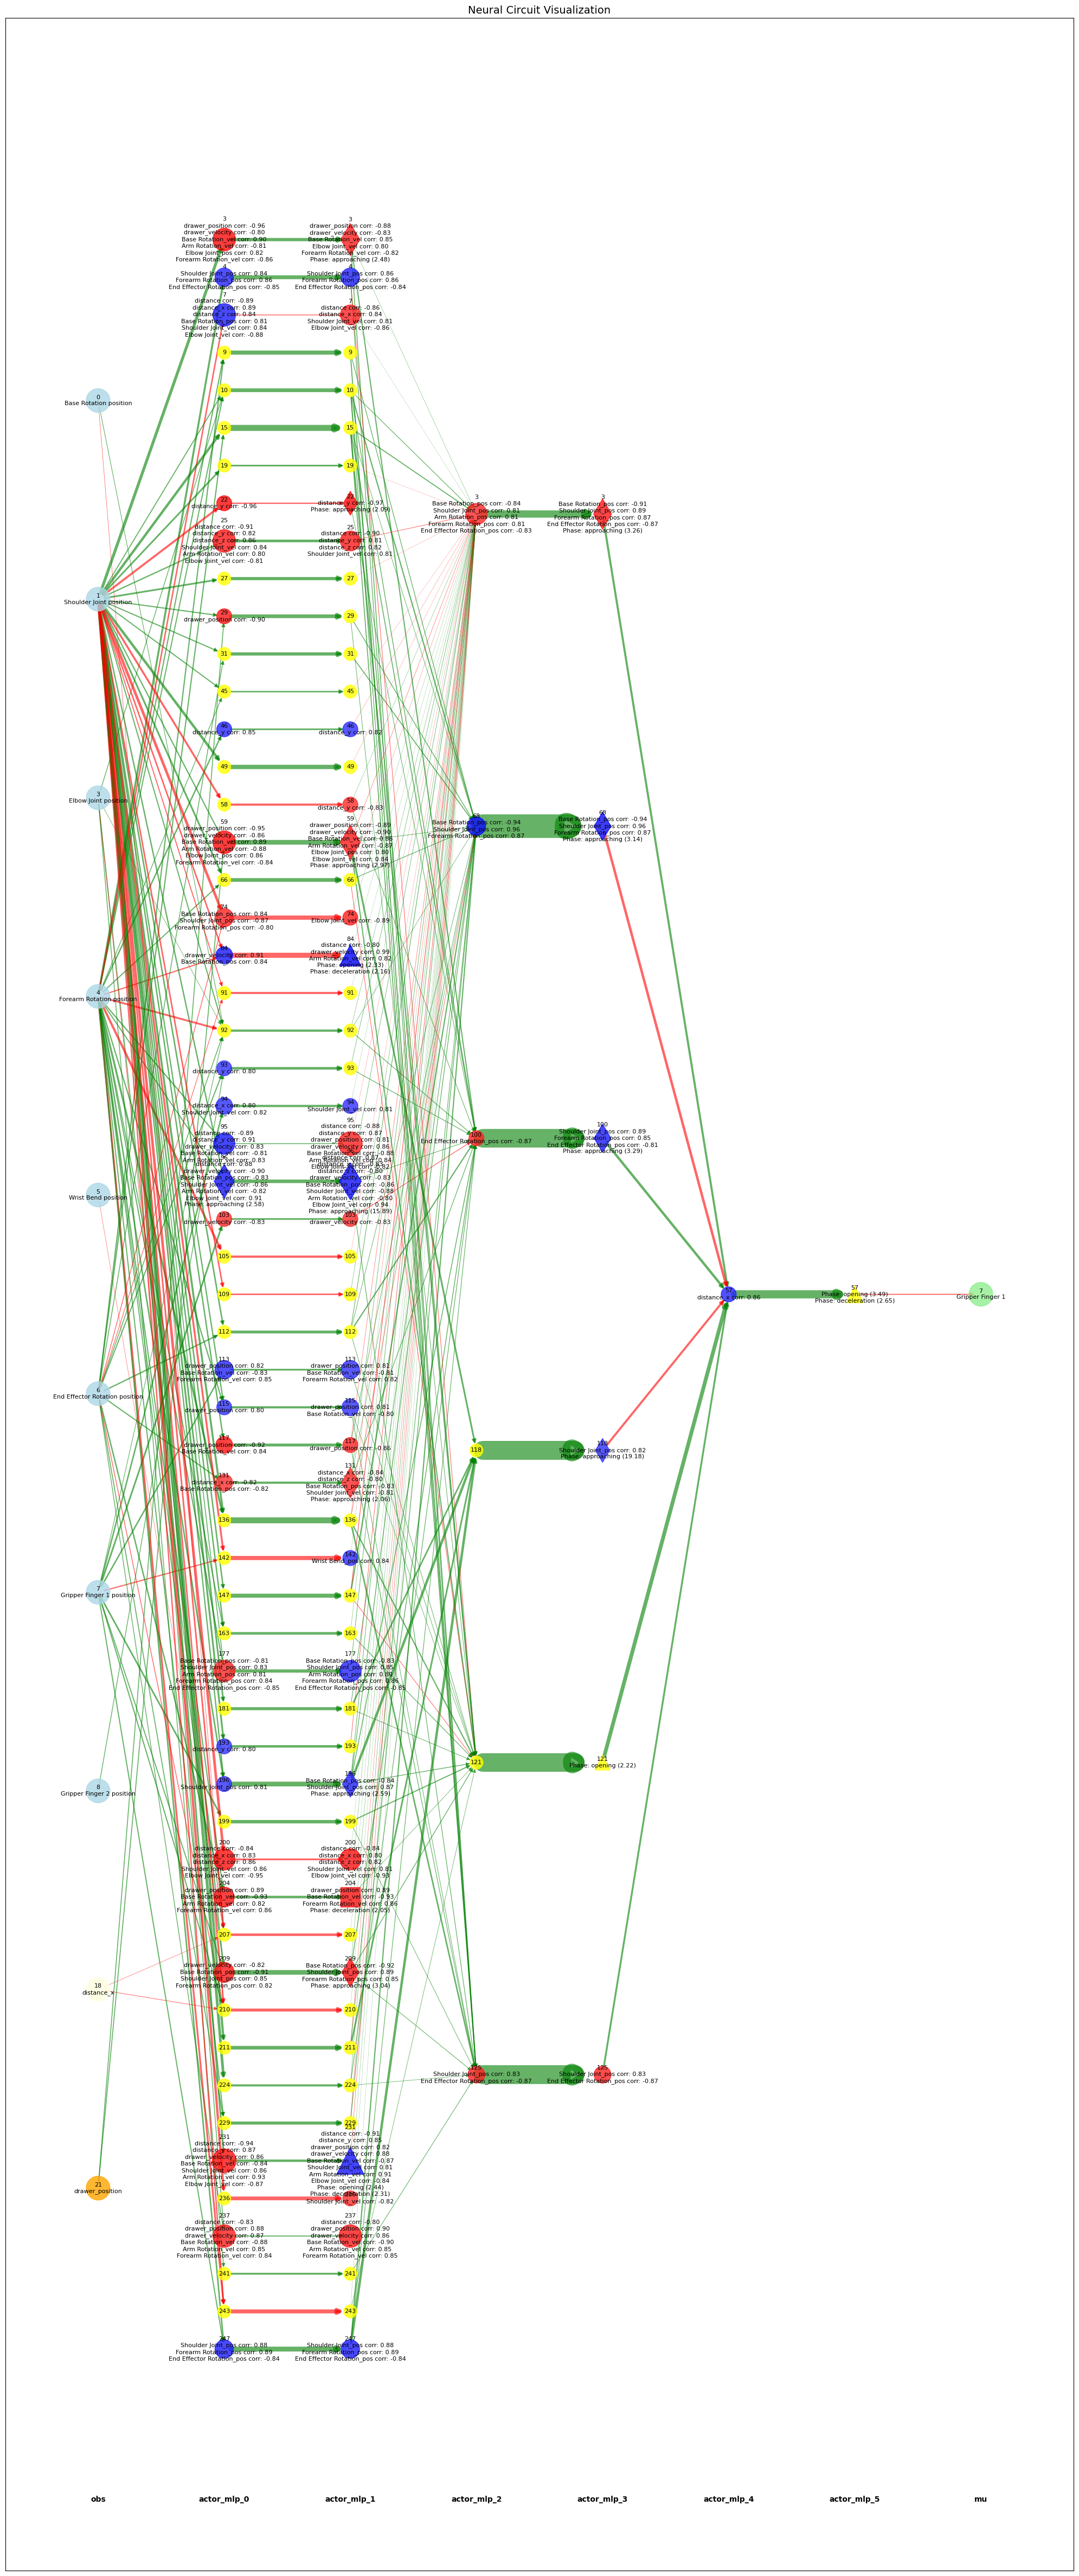 Neural Circuit Visualization
0
Base Rotation position
1
Shoulder Joint position
3
Elbow Joint position
4
Forearm Rotation position
5
Wrist Bend position
6
End Effector Rotation position
7
Gripper Finger 1 position
8
Gripper Finger 2 position
18
distance_x
21
drawer_position
3
drawer_position corr: -0.96
drawer_velocity corr: -0.80
Base Rotation_vel corr: 0.90
Arm Rotation_vel corr: -0.81
Elbow Joint_pos corr: 0.82
Forearm Rotation_vel corr: -0.86
Shoulder Joint_pos corr: 0.84
Forearm Rotation_pos corr: 0.86
End Effector Rotation_pos corr: -0.85
7
distance corr: -0.89
distance_x corr: 0.89
distance_z corr: 0.84
Base Rotation_pos corr: 0.81
Shoulder Joint_vel corr: 0.84
Elbow Joint_vel corr: -0.88
9
10
15
19
22
distance_y corr: -0.96
25
distance corr: -0.91
distance_y corr: 0.82
distance_z corr: 0.86
Shoulder Joint_vel corr: 0.84
Arm Rotation_vel corr: 0.80
Elbow Joint_vel corr: -0.81
27
29
drawer_position corr: -0.90
31
45
46
distance_y corr: 0.85
49
58
59
drawer_position corr: -0.95
drawer_velocity corr: -0.86
Base Rotation_vel corr: 0.89
Arm Rotation_vel corr: -0.88
Elbow Joint_pos corr: 0.86
Forearm Rotation_vel corr: -0.84
66
74
Base Rotation_pos corr: 0.84
Shoulder Joint_pos corr: -0.87
Forearm Rotation_pos corr: -0.80
84
drawer_velocity corr: 0.91
Base Rotation_pos corr: 0.84
91
92
93
distance_y corr: 0.80
94
distance_x corr: 0.80
Shoulder Joint_vel corr: 0.82
95
distance corr: -0.89
distance_y corr: 0.91
drawer_velocity corr: 0.83
Base Rotation_vel corr: -0.81
Arm Rotation_vel corr: 0.83
distance corr: 0.88
drawer_velocity corr: -0.90
Base Rotation_pos corr: -0.83
Shoulder Joint_vel corr: -0.86
Arm Rotation_vel corr: -0.82
Elbow Joint_vel corr: 0.91
Phase: approaching (2.58)
103
drawer_velocity corr: -0.83
105
109
112
113
drawer_position corr: 0.82
Base Rotation_vel corr: -0.83
Forearm Rotation_vel corr: 0.85
115
drawer_position corr: 0.80
117
drawer_position corr: -0.92
Base Rotation_vel corr: 0.84
131
distance_x corr: -0.82
Base Rotation_pos corr: -0.82
136
142
147
163
177
Base Rotation_pos corr: -0.81
Shoulder Joint_pos corr: 0.83
Arm Rotation_pos corr: 0.81
Forearm Rotation_pos corr: 0.84
End Effector Rotation_pos corr: -0.85
181
193
distance_y corr: 0.80
196
Shoulder Joint_pos corr: 0.81
199
200
distance corr: -0.84
distance_x corr: 0.83
distance_z corr: 0.86
Shoulder Joint_vel corr: 0.86
Elbow Joint_vel corr: -0.95
204
drawer_position corr: 0.89
Base Rotation_vel corr: -0.93
Arm Rotation_vel corr: 0.82
Forearm Rotation_vel corr: 0.86
207
209
drawer_velocity corr: -0.82
Base Rotation_pos corr: -0.91
Shoulder Joint_pos corr: 0.85
Forearm Rotation_pos corr: 0.82
210
211
224
229
231
distance corr: -0.94
distance_y corr: 0.87
drawer_velocity corr: 0.86
Base Rotation_vel corr: -0.84
Shoulder Joint_vel corr: 0.86
Arm Rotation_vel corr: 0.93
Elbow Joint_vel corr: -0.87
236
237
distance corr: -0.83
drawer_position corr: 0.88
drawer_velocity corr: 0.87
Base Rotation_vel corr: -0.88
Arm Rotation_vel corr: 0.85
Forearm Rotation_vel corr: 0.84
241
243
247
Shoulder Joint_pos corr: 0.88
Forearm Rotation_pos corr: 0.89
End Effector Rotation_pos corr: -0.84
3
drawer_position corr: -0.88
drawer_velocity corr: -0.83
Base Rotation_vel corr: 0.85
Elbow Joint_vel corr: 0.80
Forearm Rotation_vel corr: -0.82
Phase: approaching (2.48)
Shoulder Joint_pos corr: 0.86
Forearm Rotation_pos corr: 0.86
End Effector Rotation_pos corr: -0.84
7
distance corr: -0.86
distance_x corr: 0.84
Shoulder Joint_vel corr: 0.81
Elbow Joint_vel corr: -0.86
9
10
15
19
distance_y corr: -0.97
Phase: approaching (2.09)
25
distance corr: -0.90
distance_y corr: 0.81
distance_z corr: 0.82
Shoulder Joint_vel corr: 0.81
27
29
31
45
46
distance_y corr: 0.82
49
58
distance_y corr: -0.83
59
drawer_position corr: -0.89
drawer_velocity corr: -0.90
Base Rotation_vel corr: 0.86
Arm Rotation_vel corr: -0.87
Elbow Joint_pos corr: 0.80
Elbow Joint_vel corr: 0.84
Phase: approaching (2.97)
66
74
Elbow Joint_vel corr: -0.89
84
distance corr: -0.80
drawer_velocity corr: 0.99
Arm Rotation_vel corr: 0.82
Phase: opening (2.33)
Phase: deceleration (2.16)
91
92
93
94
Shoulder Joint_vel corr: 0.81
95
distance corr: -0.88
distance_y corr: 0.87
drawer_position corr: 0.81
drawer_velocity corr: 0.86
Base Rotation_vel corr: -0.88
Arm Rotation_vel corr: 0.84
drawer_velocity corr: -0.83
Base Rotation_pos corr: -0.86
Shoulder Joint_vel corr: -0.88
Arm Rotation_vel corr: -0.80
Elbow Joint_vel corr: 0.94
Phase: approaching (15.89)
103
drawer_velocity corr: -0.83
105
109
112
113
drawer_position corr: 0.81
Base Rotation_vel corr: -0.81
Forearm Rotation_vel corr: 0.82
115
drawer_position corr: 0.81
Base Rotation_vel corr: -0.80
117
drawer_position corr: -0.86
131
distance_x corr: -0.84
distance_z corr: -0.80
Base Rotation_pos corr: -0.83
Shoulder Joint_vel corr: -0.81
Phase: approaching (2.06)
136
142
Wrist Bend_pos corr: 0.84
147
163
177
Base Rotation_pos corr: -0.83
Shoulder Joint_pos corr: 0.85
Arm Rotation_pos corr: 0.80
Forearm Rotation_pos corr: 0.86
End Effector Rotation_pos corr: -0.85
181
193
196
Base Rotation_pos corr: -0.84
Shoulder Joint_pos corr: 0.87
Phase: approaching (2.59)
199
200
distance corr: -0.84
distance_x corr: 0.80
distance_z corr: 0.82
Shoulder Joint_vel corr: 0.81
Elbow Joint_vel corr: -0.93
204
drawer_position corr: 0.89
Base Rotation_vel corr: -0.93
Forearm Rotation_vel corr: 0.86
Phase: deceleration (2.05)
207
209
Base Rotation_pos corr: -0.92
Shoulder Joint_pos corr: 0.89
Forearm Rotation_pos corr: 0.85
Phase: approaching (3.04)
210
211
224
229
231
distance corr: -0.91
distance_y corr: 0.85
drawer_position corr: 0.82
drawer_velocity corr: 0.88
Base Rotation_vel corr: -0.87
Shoulder Joint_vel corr: 0.81
Arm Rotation_vel corr: 0.91
Elbow Joint_vel corr: -0.84
Phase: opening (2.44)
Phase: deceleration (2.31)
Shoulder Joint_vel corr: -0.82
237
distance corr: -0.80
drawer_position corr: 0.90
drawer_velocity corr: 0.86
Base Rotation_vel corr: -0.90
Arm Rotation_vel corr: 0.85
Forearm Rotation_vel corr: 0.85
241
243
247
Shoulder Joint_pos corr: 0.88
Forearm Rotation_pos corr: 0.89
End Effector Rotation_pos corr: -0.84
3
Base Rotation_pos corr: -0.84
Shoulder Joint_pos corr: 0.81
Arm Rotation_pos corr: 0.81
Forearm Rotation_pos corr: 0.81
End Effector Rotation_pos corr: -0.83
Base Rotation_pos corr: -0.94
Shoulder Joint_pos corr: 0.96
Forearm Rotation_pos
100
End Effector Rotation_pos corr: -0.87
118
121
125
Shoulder Joint_pos corr: 0.83
End Effector Rotation_pos corr: -0.87
3
Base Rotation_pos corr: -0.91
Shoulder Joint_pos corr: 0.89
Forearm Rotation_pos corr: 0.87
End Effector Rotation_pos corr: -0.87
Phase: approaching (3.26)
68
Base Rotation_pos corr: -0.94
Shoulder Joint_pos corr: 0.96
Forearm Rotation_pos corr: 0.87
Phase: approaching (3.14)
100
Shoulder Joint_pos corr: 0.89
Forearm Rotation_pos corr: 0.85
End Effector Rotation_pos corr: -0.81
Phase: approaching (3.29)
118
Shoulder Joint_pos corr: 0.82
Phase: approaching (19.18)
121
Phase: opening (2.22)
125
Shoulder Joint_pos corr: 0.83
End Effector Rotation_pos corr: -0.87
57
distance_x corr: 0.86
57
Phase: opening (3.49)
Phase: deceleration (2.65)
7
Gripper Finger 1
obs
actor_mlp_0
actor_mlp_1
actor_mlp_2
actor_mlp_3
actor_mlp_4
actor_mlp_5
mu